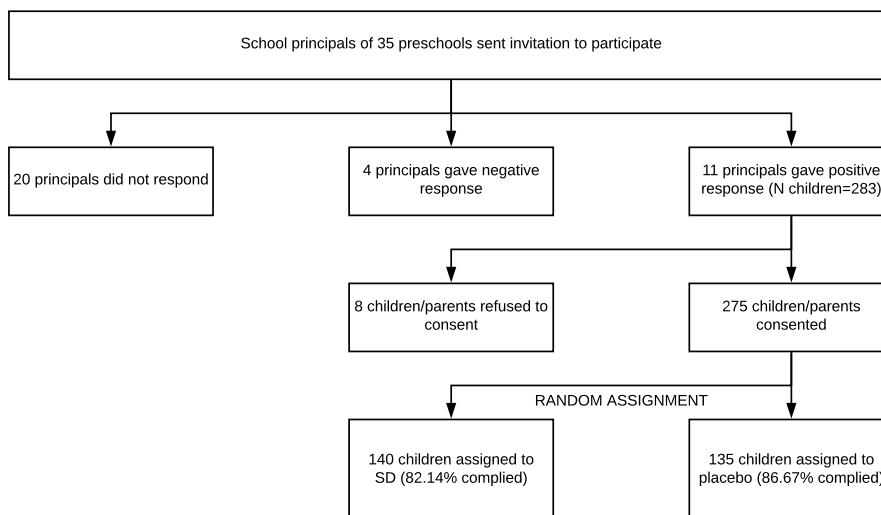 School principals of 35 preschools sent invitation to participate
20 principals did not respond
4 principals gave negative
response
11 principals gave positive
response (N children=283)
8 children/parents refused to
consent
275 children/parents
consented
RANDOM ASSIGNMENT
140 children assigned to
SD (82.14% complied)
135 children assigned to
placebo (86.67% complied)